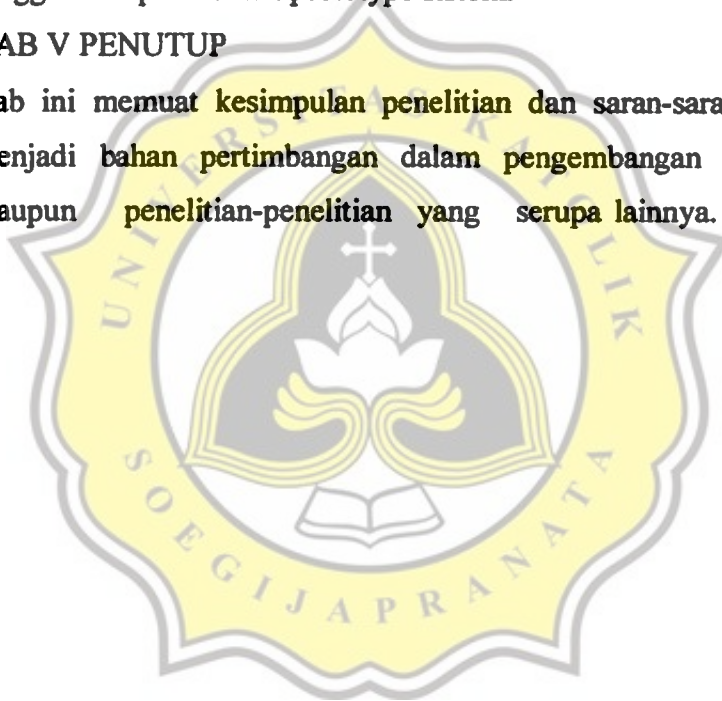 AB V PENUTUP
ab ini memuat kesimpulan penelitian dan saran-sara
enjadi bahan pertimbangan dalam pengembangan
aupun penelitian-penelitian yang serupa lainnya.
UNIVERSITAS KATOLIK
SOEGIJAPRANATA